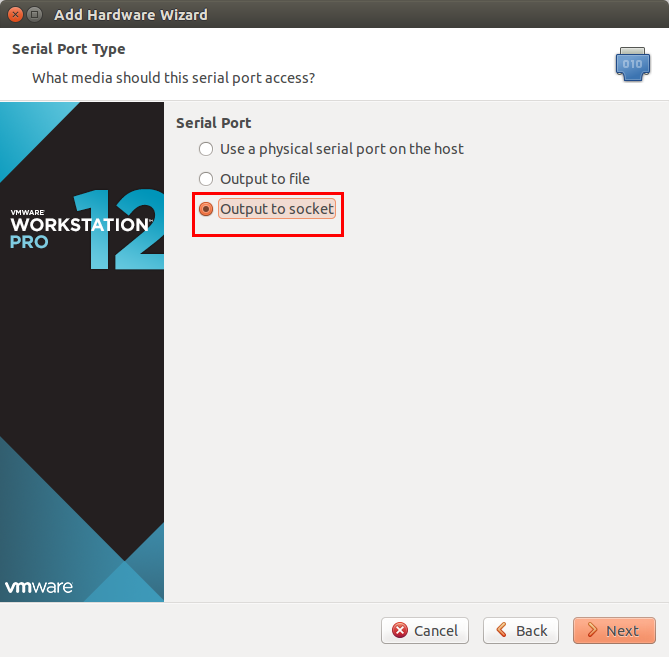 Add Hardware Wizard
Serial Port Type
What media should this serial port access?
010
Serial Port
Use a physical serial port on the host
Output to file
Output to socket
VMWARE®
WORKSTATION™
PRO
12
vmware
Cancel
Back
Next